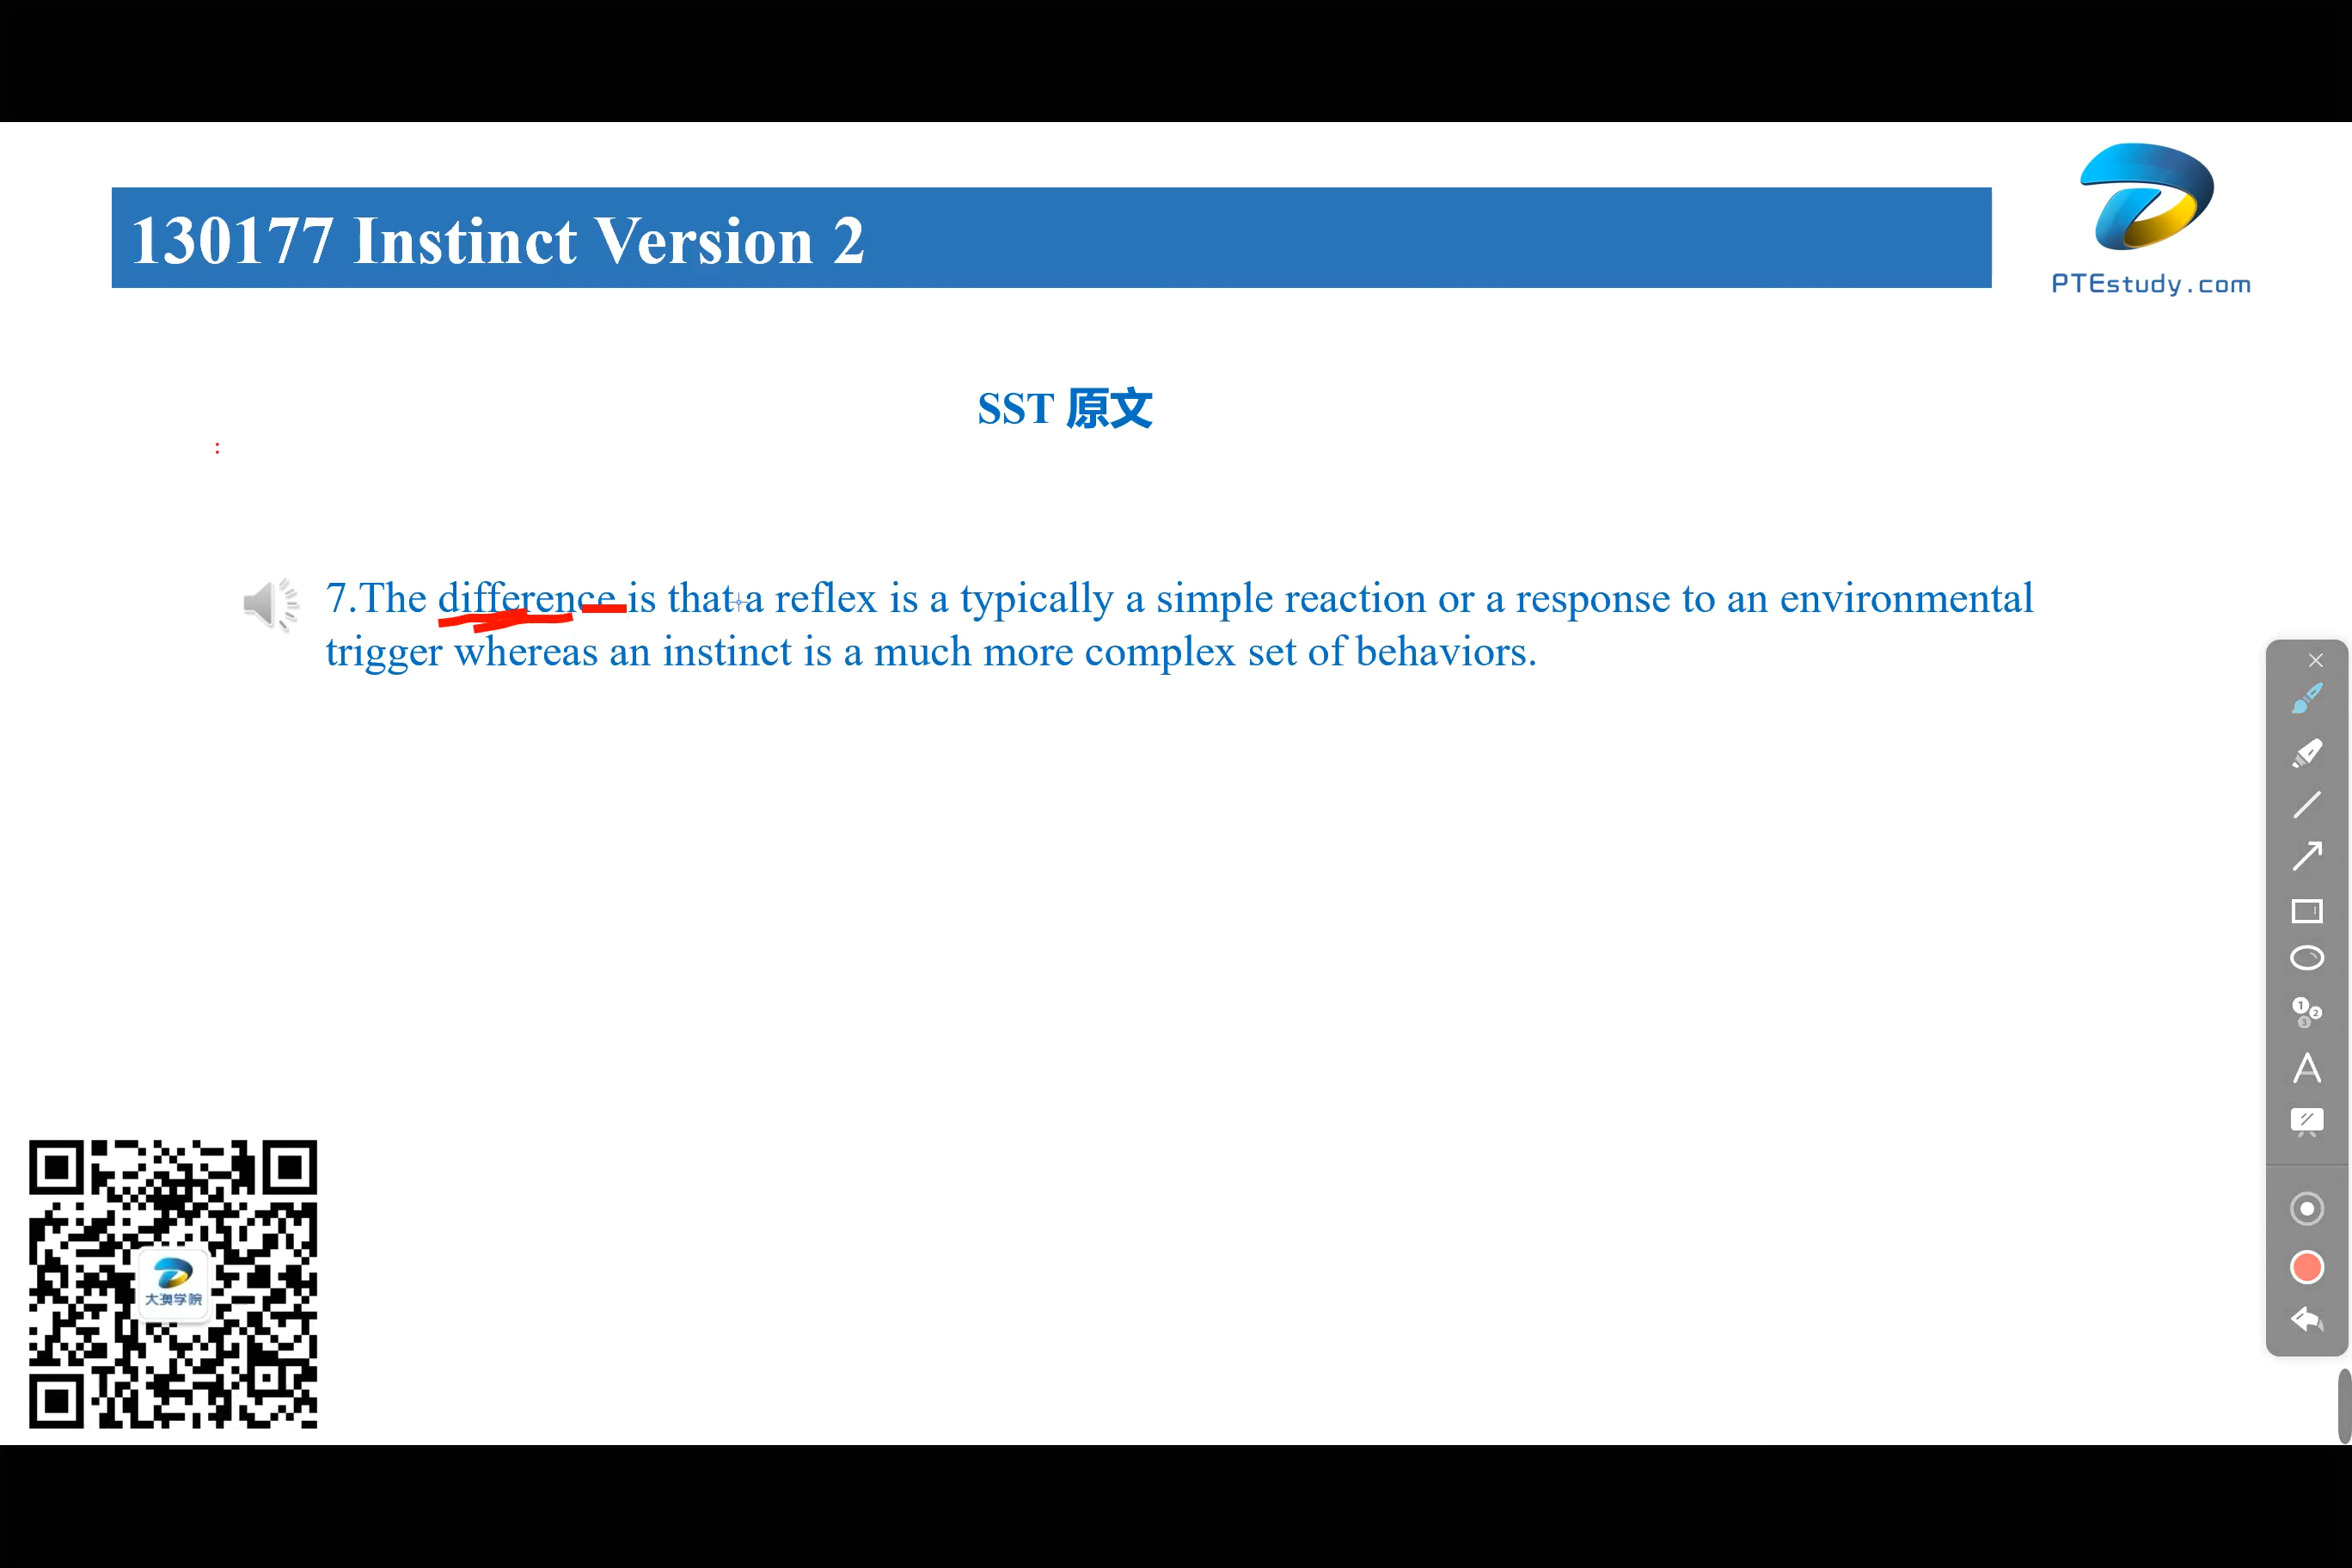 130177 Instinct Version 2
PTEstudy.com
SST 原文
:
7.The difference is that a reflex is a typically a simple reaction or a response to an environmental
trigger whereas an instinct is a much more complex set of behaviors.
大澳学院